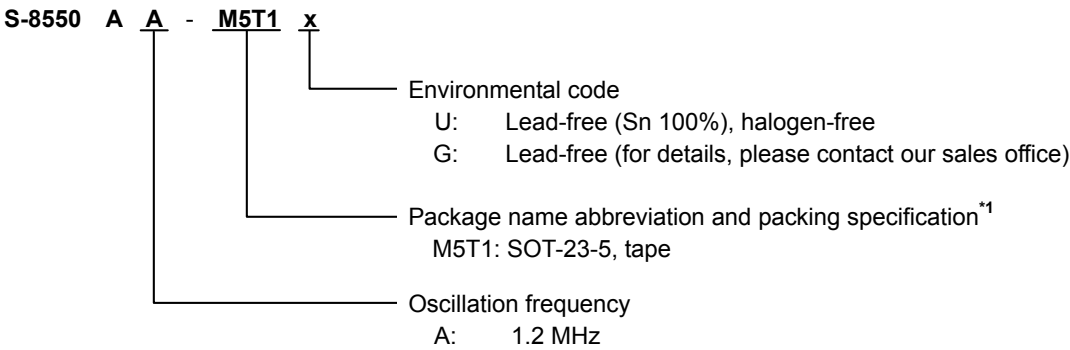 S-8550 A A - M5T1 x
Environmental code
U: Lead-free (Sn 100%), halogen-free
G: Lead-free (for details, please contact our sales office)
Package name abbreviation and packing specification*1
M5T1: SOT-23-5, tape
Oscillation frequency
A: 1.2 MHz